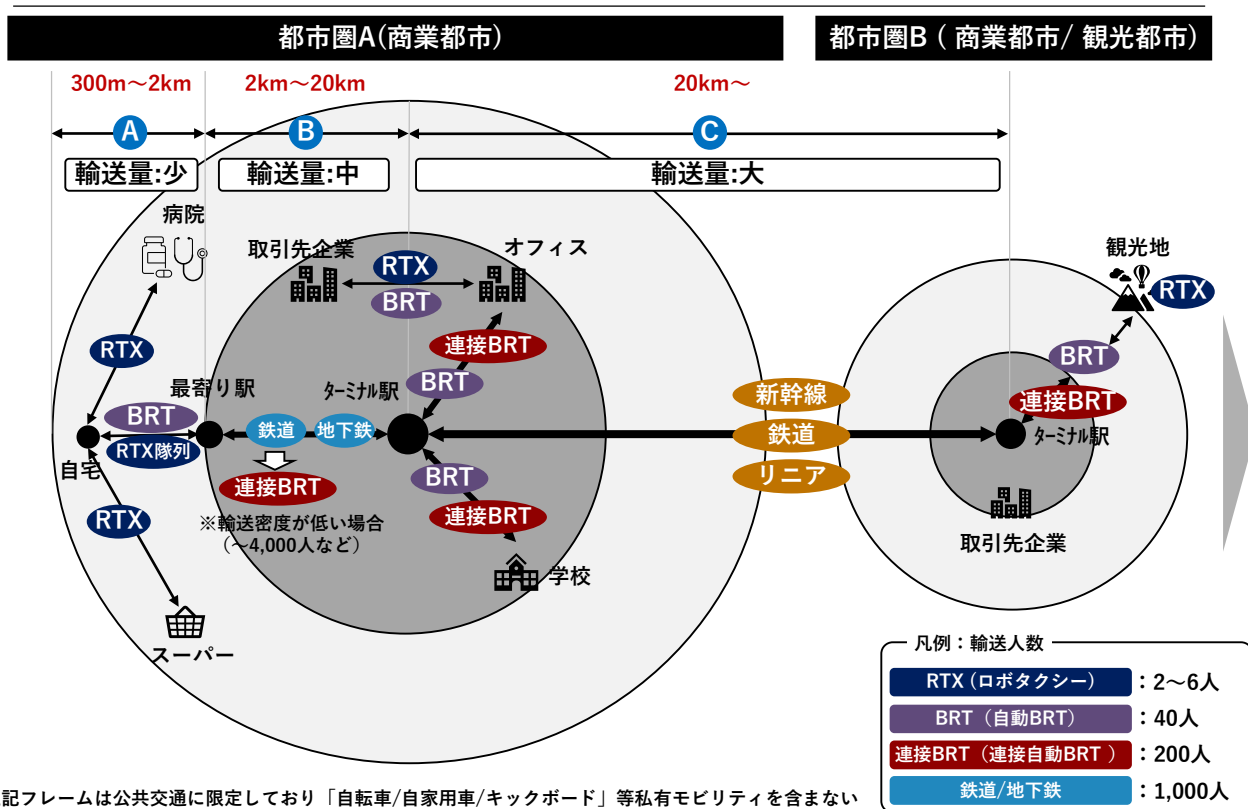 都市圏A(商業都市)
都市圏B ( 商業都市/ 観光都市)
300m～2km
2km～20km
20km～
A
B
C
輸送量:少
輸送量:中
輸送量:大
病院
取引先企業
オフィス
観光地
RTX
BRT
RTX
連接BRT
BRT
RTX
BRT
連接BRT
最寄り駅
ターミナル駅
BRT
RTX隊列
自宅
鉄道
地下鉄
新幹線
鉄道
リニア
ターミナル駅
連接BRT
※輸送密度が低い場合
(～4,000人など)
BRT
連接BRT
RTX
取引先企業
学校
スーパー
凡例：輸送人数
RTX (ロボタクシー) ：2～6人
BRT（自動BRT） ：40人
連接BRT（連接自動BRT ） ：200人
鉄道/地下鉄 ：1,000人
記フレームは公共交通に限定しており「自転車/自家用車/キックボード」等私有モビリティを含まない